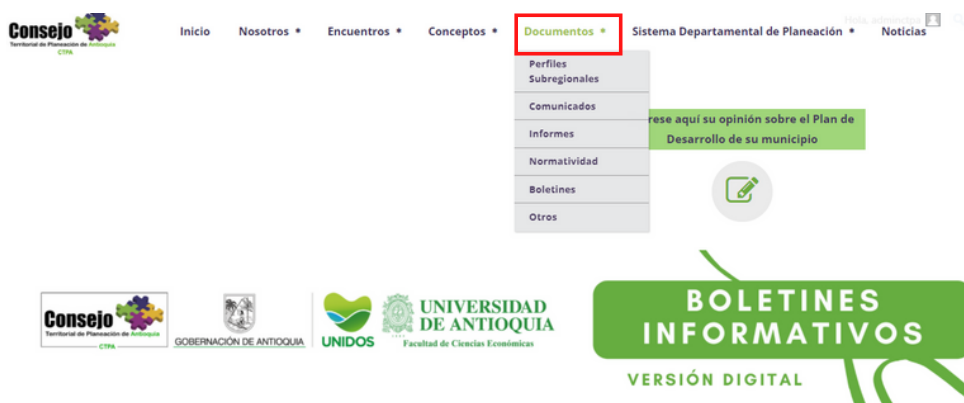 Consejo
Territorial de Planeación de Antioquia
CTPA
Hola, adminctpa
Inicio
Nosotros
Encuentros
Conceptos
Documentos
Sistema Departamental de Planeación
Noticias
Perfiles
Subregionales
Comunicados
Informes
Normatividad
Boletines
Otros
rese aquí su opinión sobre el Plan de
Desarrollo de su municipio
Consejo
Territorial de Planeación de Antioquia
CTPA
GOBERNACIÓN DE ANTIOQUIA
UNIDOS
UNIVERSIDAD
DE ANTIOQUIA
Facultad de Ciencias Económicas
BOLETINES
INFORMATIVOS
VERSIÓN DIGITAL